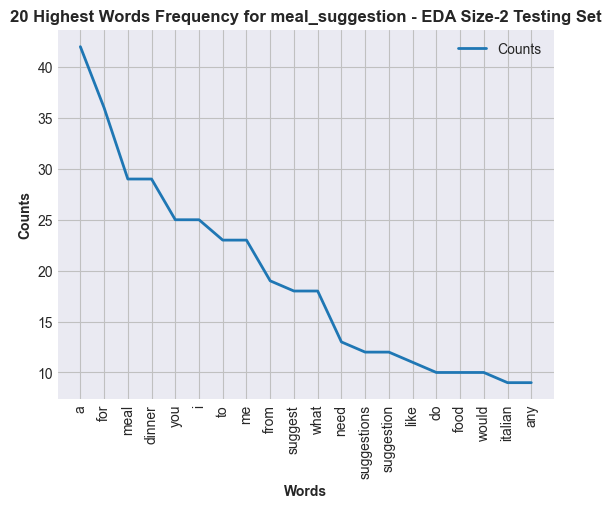 20 Highest Words Frequency for meal_suggestion - EDA Size-2 Testing Set
Counts
40
35
30
25
20
15
10
Counts
a
for
meal
dinner
you
i
to
me
from
suggest
what
need
suggestions
suggestion
like
do
food
would
italian
any
Words